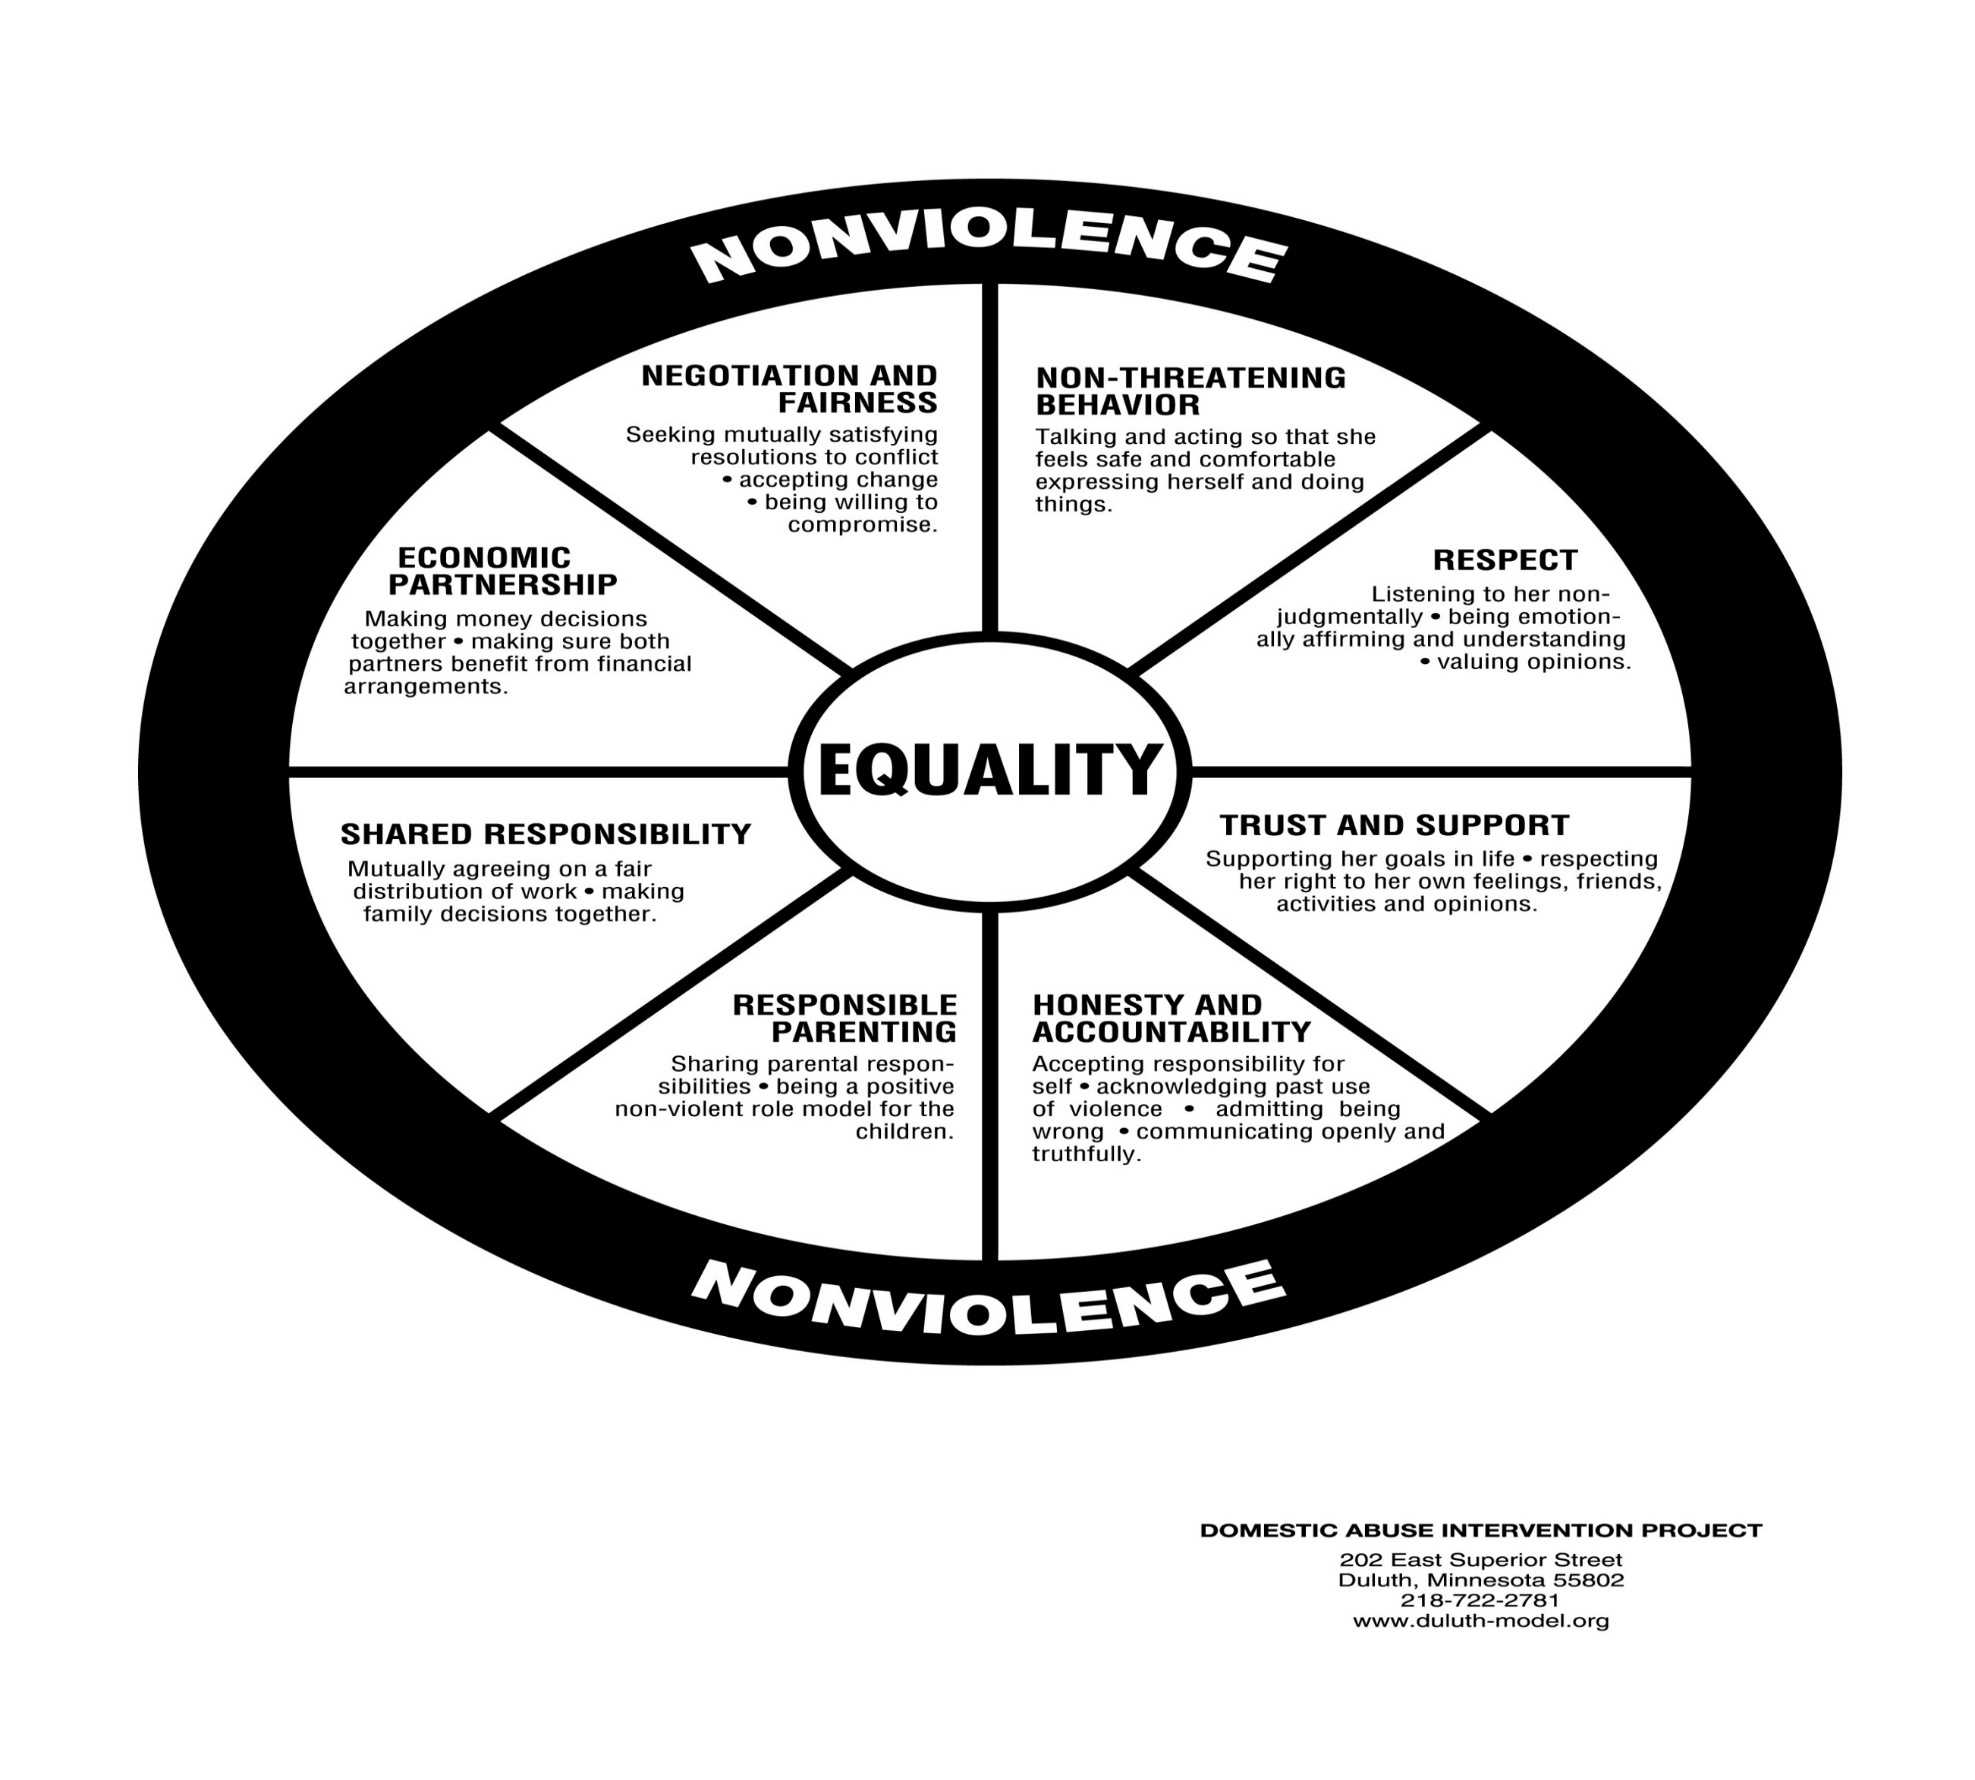 NONVIOLENCE
NEGOTIATION AND
FAIRNESS
Seeking mutually satisfying
resolutions to conflict
• accepting change
• being willing to
compromise.
NON-THREATENING
BEHAVIOR
Talking and acting so that she
feels safe and comfortable
expressing herself and doing
things.
ECONOMIC
PARTNERSHIP
Making money decisions
together • making sure both
partners benefit from financial
arrangements.
RESPECT
Listening to her non-
judgmentally • being emotion-
ally affirming and understanding
• valuing opinions.
EQUALITY
SHARED RESPONSIBILITY
Mutually agreeing on a fair
distribution of work • making
family decisions together.
TRUST AND SUPPORT
Supporting her goals in life • respecting
her right to her own feelings, friends,
activities and opinions.
RESPONSIBLE
PARENTING
Sharing parental respon-
sibilities • being a positive
non-violent role model for the
children.
HONESTY AND
ACCOUNTABILITY
Accepting responsibility for
self • acknowledging past use
of violence • admitting being
wrong • communicating openly and
truthfully.
NONVIOLENCE
DOMESTIC ABUSE INTERVENTION PROJECT
202 East Superior Street
Duluth, Minnesota 55802
218-722-2781
www.duluth-model.org